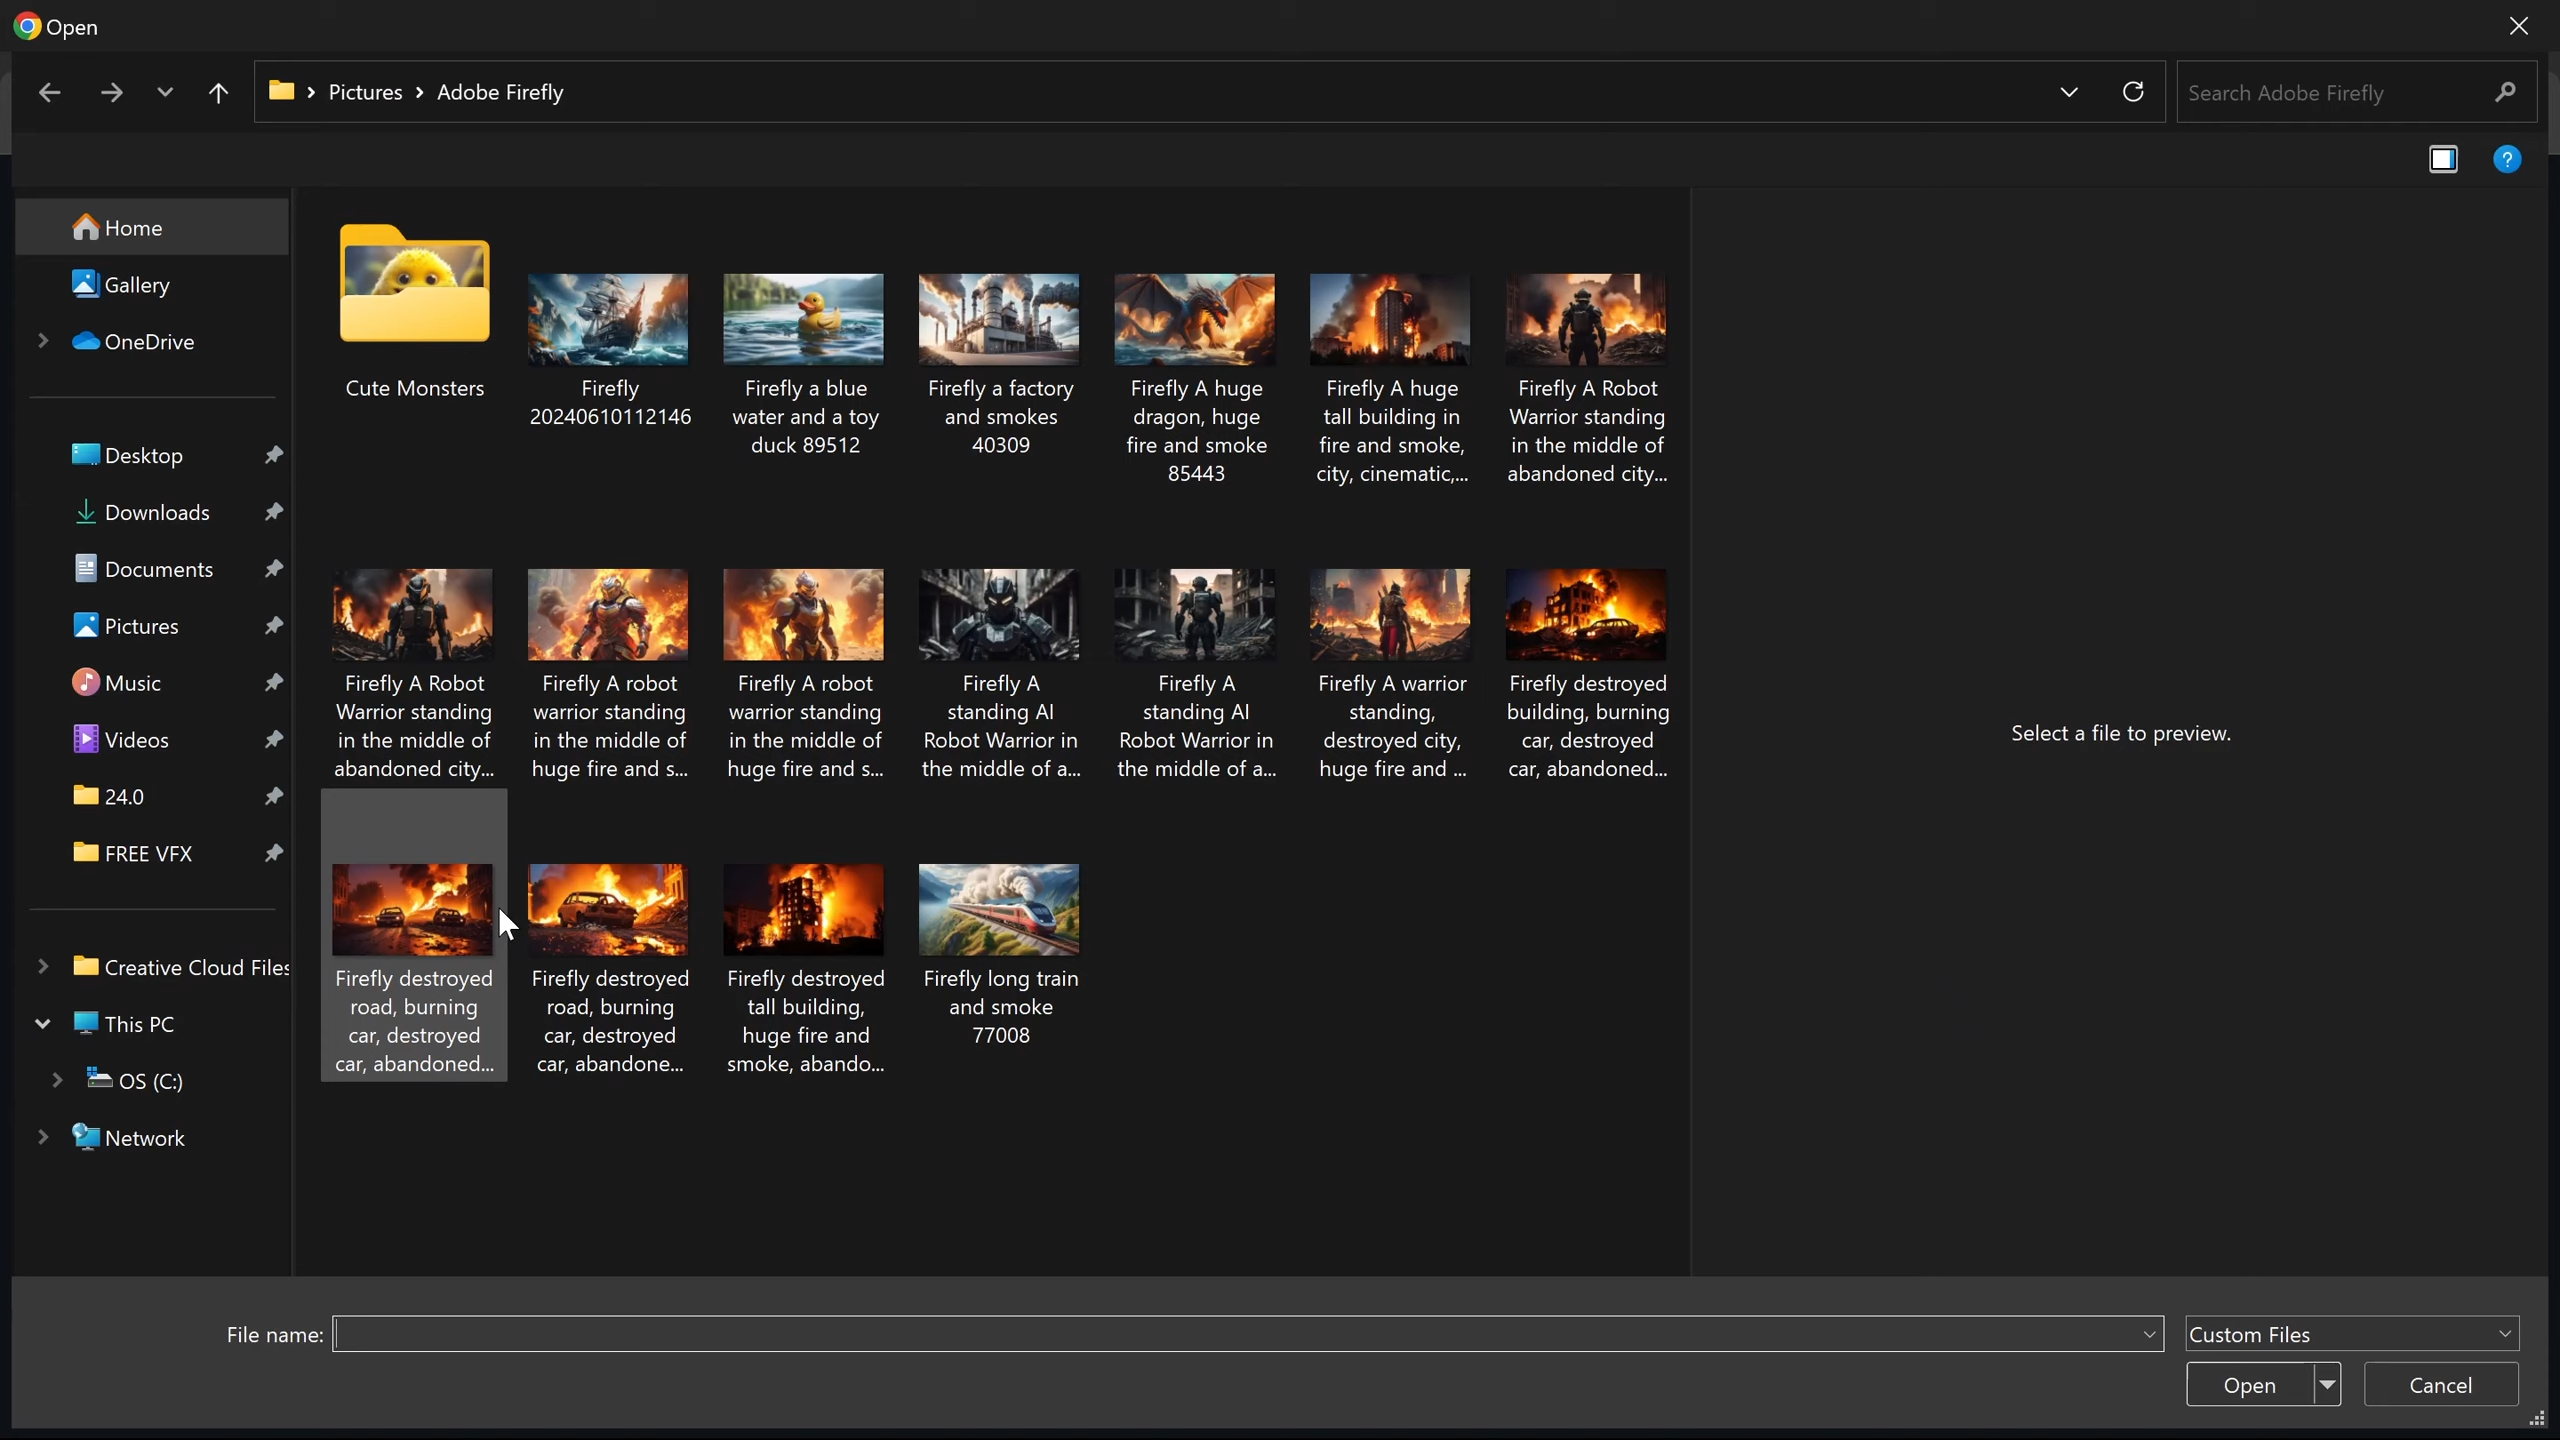 Open
Pictures
Adobe Firefly
Search Adobe Firefly
Home
Gallery
OneDrive
Desktop
Downloads
Documents
Pictures
Music
Videos
24.0
FREE VFX
Creative Cloud Files
This PC
OS (C:)
Network
Cute Monsters
Firefly
20240610112146
Firefly a blue
water and a toy
duck 89512
Firefly a factory
and smokes
40309
Firefly A huge
dragon, huge
fire and smoke
85443
Firefly A huge
tall building in
fire and smoke,
city, cinematic,...
Firefly A Robot
Warrior standing
in the middle of
abandoned city...
Firefly A Robot
Warrior standing
in the middle of
abandoned city...
Firefly A robot
warrior standing
in the middle of
huge fire and s...
Firefly A robot
warrior standing
in the middle of
huge fire and s...
Firefly A
standing AI
Robot Warrior in
the middle of a...
Firefly A
standing AI
Robot Warrior in
the middle of a...
Firefly A warrior
standing,
destroyed city,
huge fire and ...
Firefly destroyed
building, burning
car, destroyed
car, abandoned...
Firefly destroyed
road, burning
car, destroyed
car, abandoned...
Firefly destroyed
road, burning
car, destroyed
car, abandone...
Firefly destroyed
tall building,
huge fire and
smoke, abando...
Firefly long train
and smoke
77008
Select a file to preview.
File name:
Custom Files
Open
Cancel